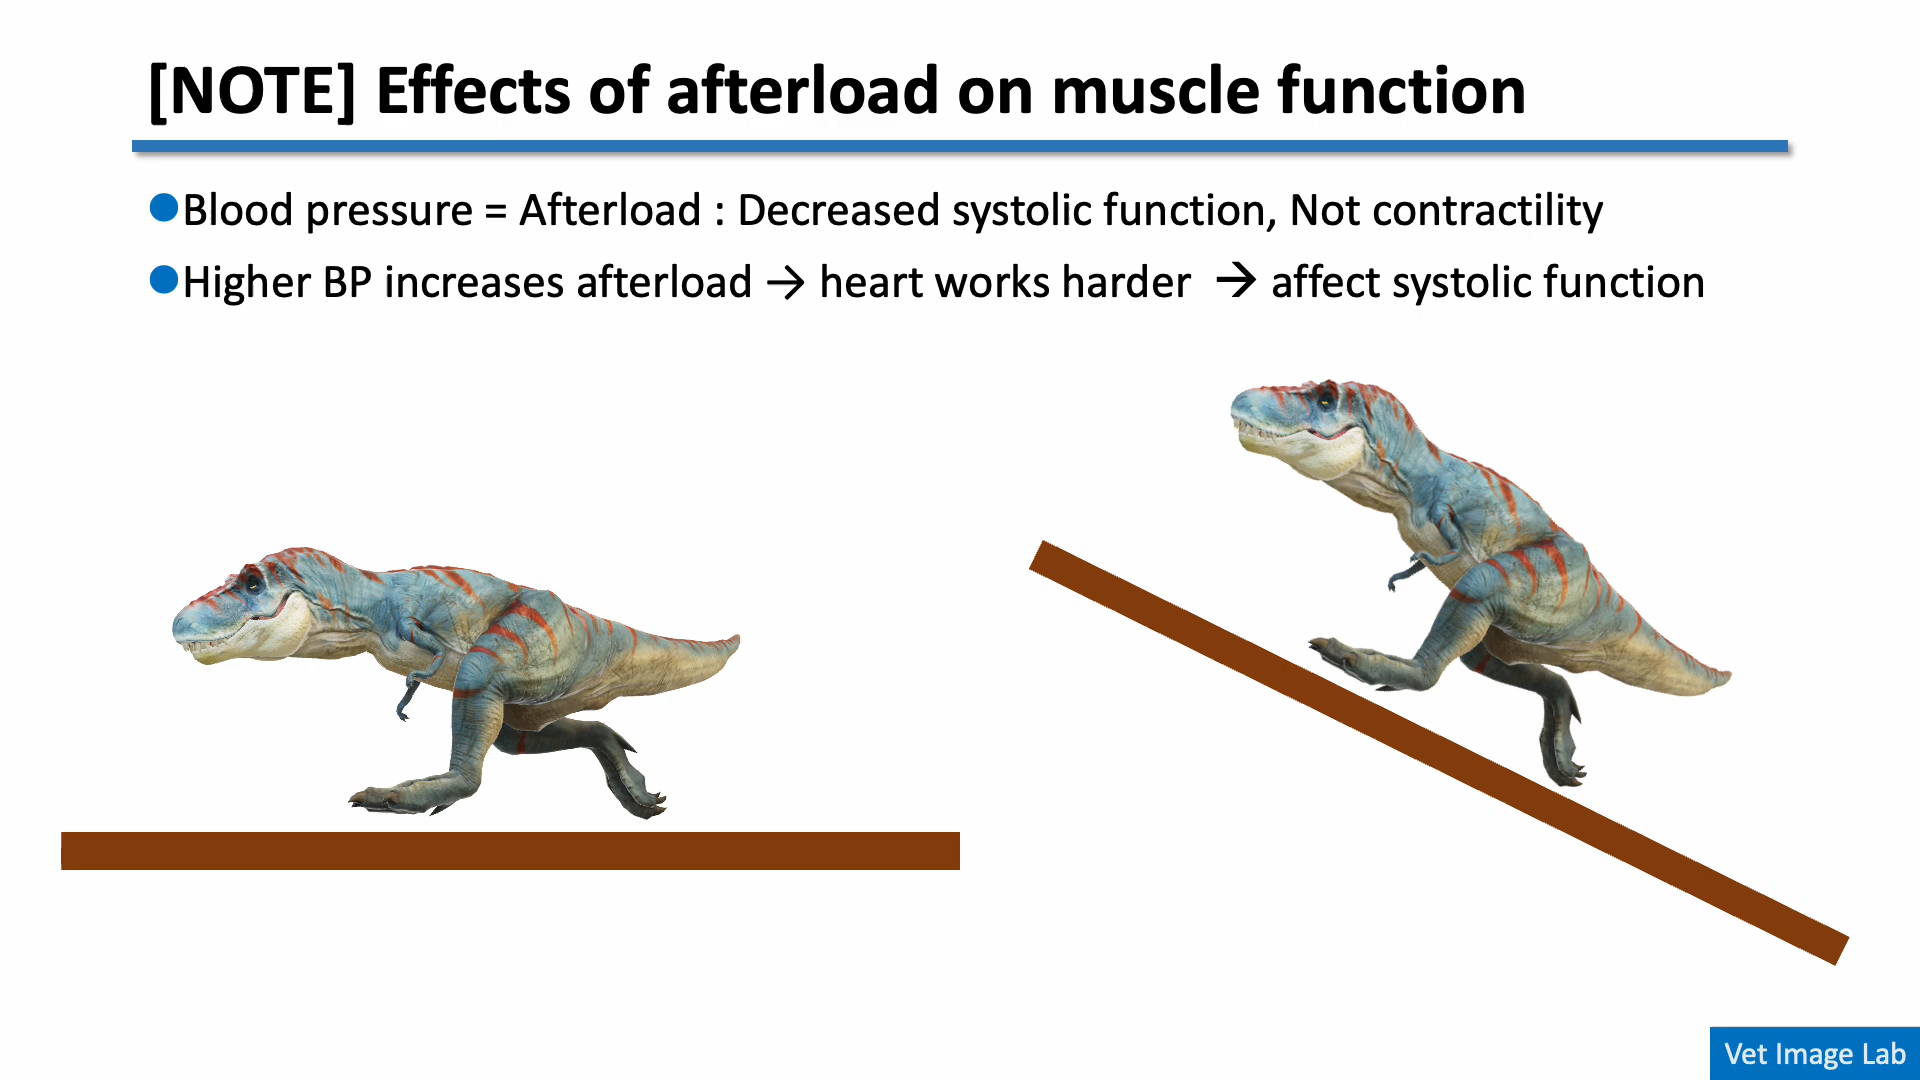 [NOTE] Effects of afterload on muscle function
●Blood pressure = Afterload : Decreased systolic function, Not contractility
●Higher BP increases afterload → heart works harder → affect systolic function
Vet Image Lab